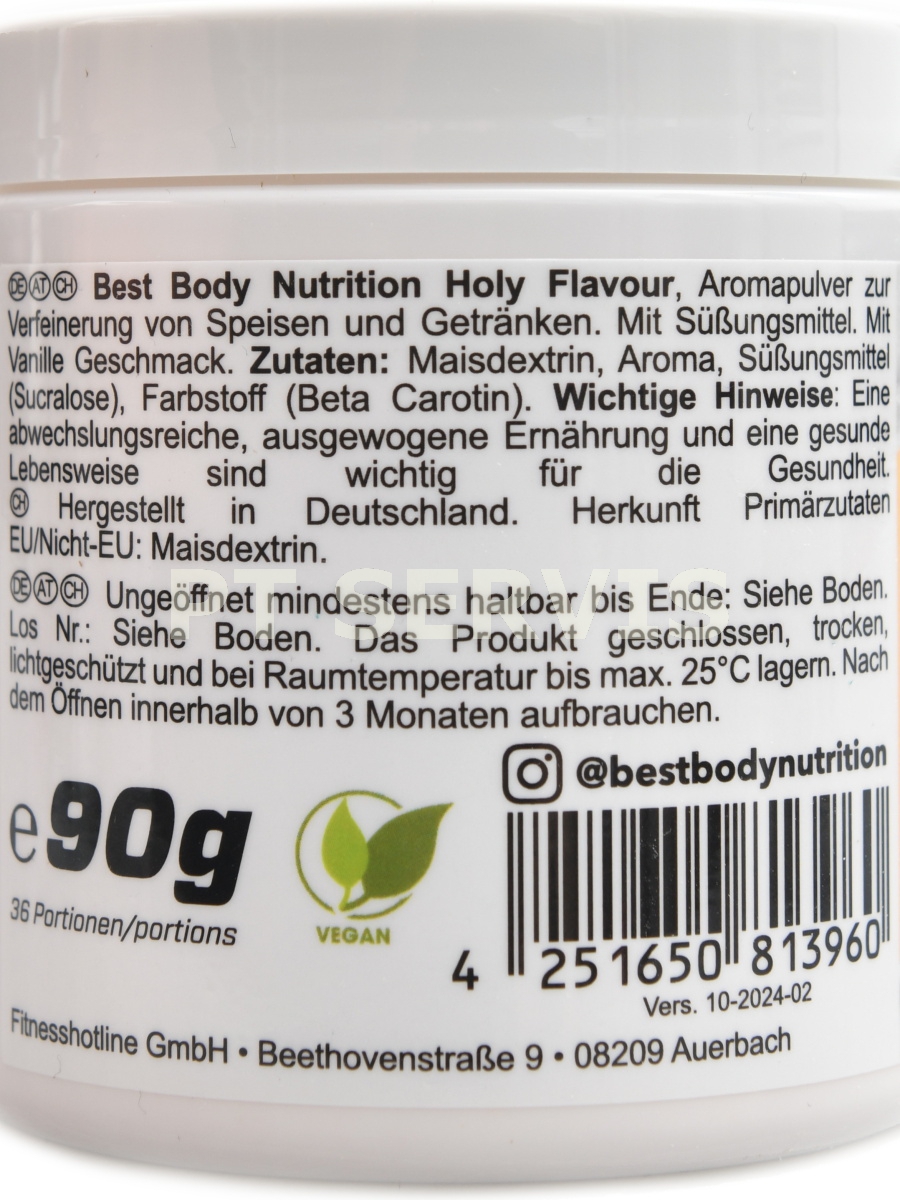 DE AT CH Best Body Nutrition Holy Flavour, Aromapulver zur
Verfeinerung von Speisen und Getränken. Mit Süßungsmittel. Mit
Vanille Geschmack. Zutaten: Maisdextrin, Aroma, Süßungsmittel
(Sucralose), Farbstoff (Beta Carotin). Wichtige Hinweise: Eine
abwechslungsreiche, ausgewogene Ernährung und eine gesunde
Lebensweise sind wichtig für die Gesundheit.
CH Hergestellt in Deutschland. Herkunft Primärzutaten
EU/Nicht-EU: Maisdextrin.
DE AT CH Ungeöffnet mindestens haltbar bis Ende: Siehe Boden.
PT SERVIS
Los Nr.: Siehe Boden. Das Produkt geschlossen, trocken,
lichtgeschützt und bei Raumtemperatur bis max. 25°C lagern. Nach
dem Öffnen innerhalb von 3 Monaten aufbrauchen.
@bestbodynutrition
e 90g
36 Portionen/portions
VEGAN
4 251650 813960
Vers. 10-2024-02
Fitnesshotline GmbH • Beethovenstraße 9 • 08209 Auerbach